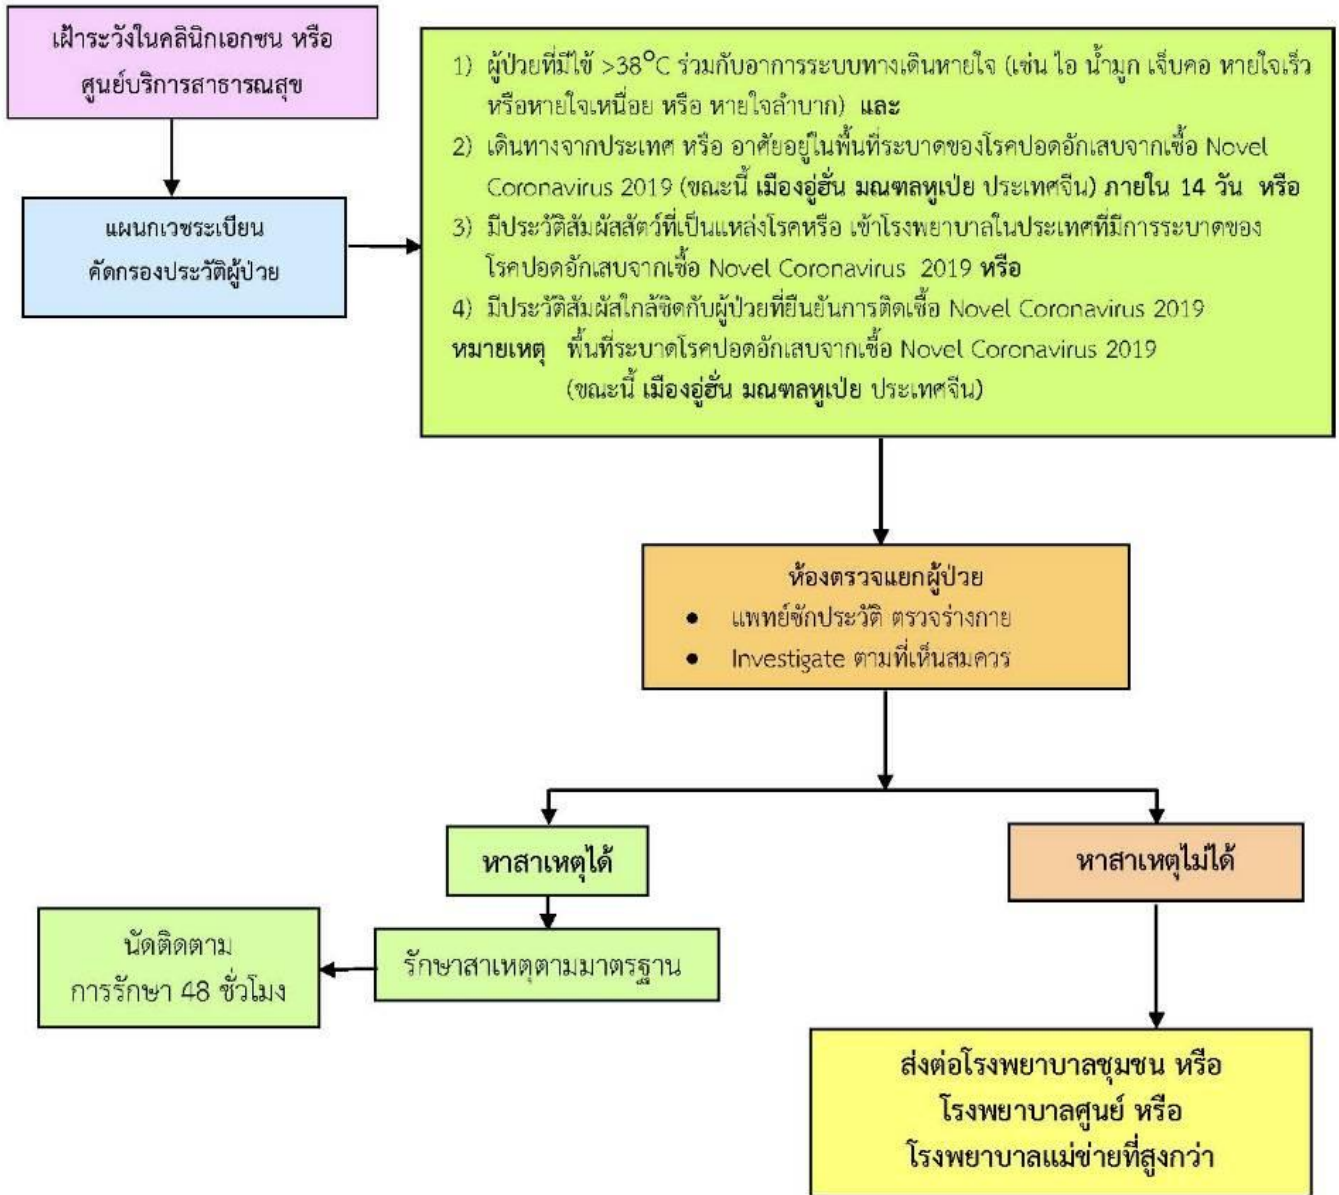 เฝ้าระวังในคลินิกเอกชน หรือ
ศูนย์บริการสาธารณสุข
แผนกเวชระเบียน
คัดกรองประวัติผู้ป่วย
1) ผู้ป่วยที่มีไข้ >38°C ร่วมกับอาการระบบทางเดินหายใจ (เช่น ไอ น้ำมูก เจ็บคอ หายใจเร็ว
หรือหายใจเหนื่อย หรือ หายใจลำบาก) และ
2) เดินทางจากประเทศ หรือ อาศัยอยู่ในพื้นที่ระบาดของโรคปอดอักเสบจากเชื้อ Novel
Coronavirus 2019 (ขณะนี้ เมืองอู่ฮั่น มณฑลหูเป่ย ประเทศจีน) ภายใน 14 วัน หรือ
3) มีประวัติสัมผัสสัตว์ที่เป็นแหล่งโรคหรือ เข้าโรงพยาบาลในประเทศที่มีการระบาดของ
โรคปอดอักเสบจากเชื้อ Novel Coronavirus 2019 หรือ
4) มีประวัติสัมผัสใกล้ชิดกับผู้ป่วยที่ยืนยันการติดเชื้อ Novel Coronavirus 2019
หมายเหตุ พื้นที่ระบาดโรคปอดอักเสบจากเชื้อ Novel Coronavirus 2019
(ขณะนี้ เมืองอู่ฮั่น มณฑลหูเป่ย ประเทศจีน)
ห้องตรวจแยกผู้ป่วย
• แพทย์ซักประวัติ ตรวจร่างกาย
• Investigate ตามที่เห็นสมควร
หาสาเหตุได้
หาสาเหตุไม่ได้
รักษาสาเหตุตามมาตรฐาน
นัดติดตาม
การรักษา 48 ชั่วโมง
ส่งต่อโรงพยาบาลชุมชน หรือ
โรงพยาบาลศูนย์ หรือ
โรงพยาบาลแม่ข่ายที่สูงกว่า